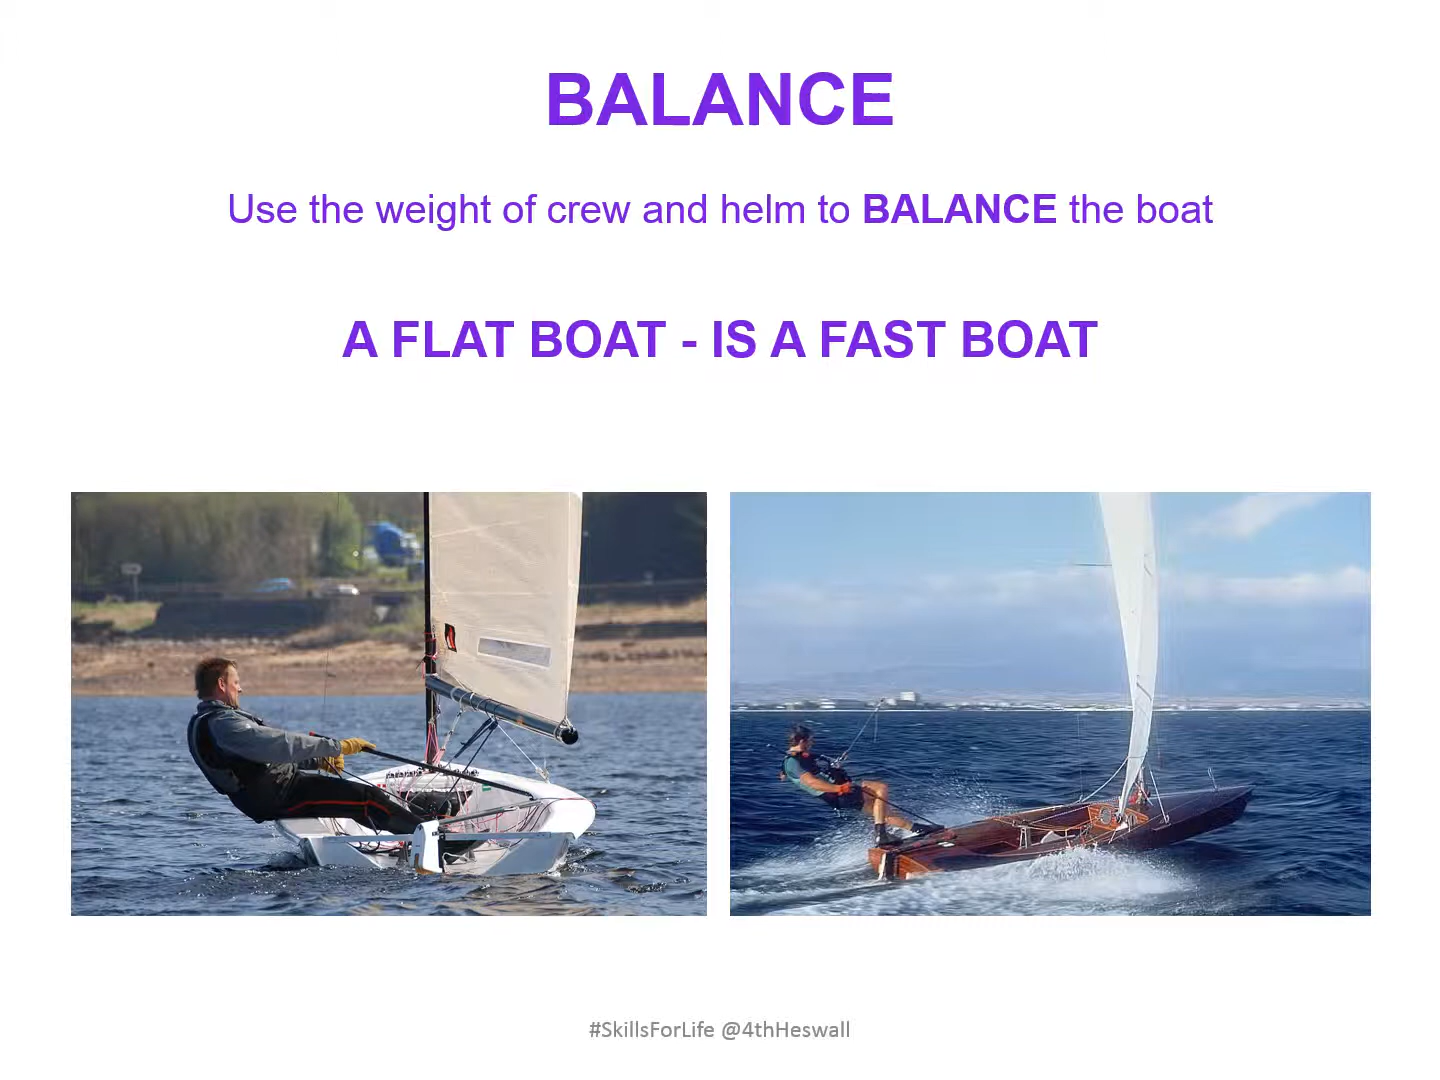 BALANCE
Use the weight of crew and helm to BALANCE the boat
A FLAT BOAT - IS A FAST BOAT
#SkillsForLife @4thHeswall